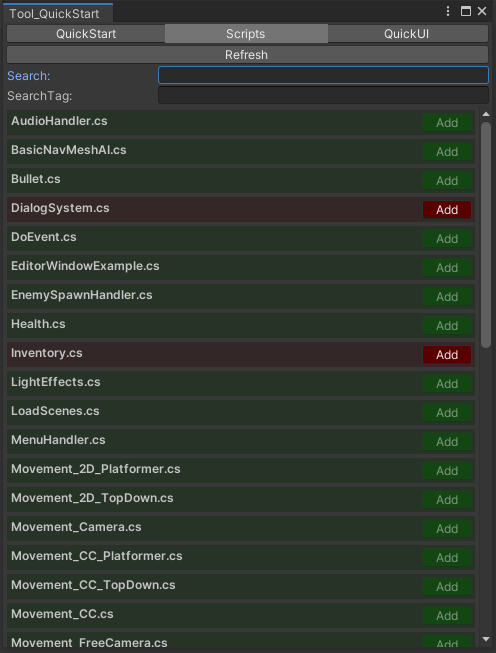 Tool_QuickStart
QuickStart Scripts QuickUI
Refresh
Search:
SearchTag:
AudioHandler.cs Add
BasicNavMeshAI.cs Add
Bullet.cs Add
DialogSystem.cs Add
DoEvent.cs Add
EditorWindowExample.cs Add
EnemySpawnHandler.cs Add
Health.cs Add
Inventory.cs Add
LightEffects.cs Add
LoadScenes.cs Add
MenuHandler.cs Add
Movement_2D_Platformer.cs Add
Movement_2D_TopDown.cs Add
Movement_Camera.cs Add
Movement_CC_Platformer.cs Add
Movement_CC_TopDown.cs Add
Movement_CC.cs Add
Movement_FreeCamera.cs Add